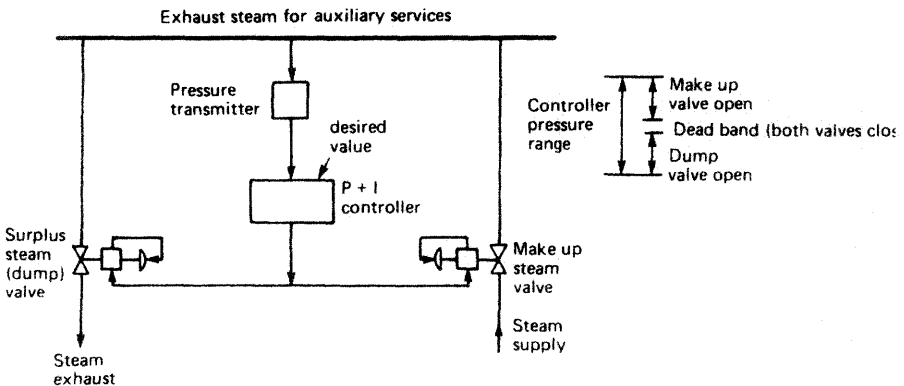 Exhaust steam for auxiliary services
Pressure
transmitter
desired
value
P + I
controller
Surplus
steam
(dump)
valve
Make up
steam
valve
Steam
supply
Steam
exhaust
Controller
pressure
range
Make up
valve open
Dead band (both valves clos
Dump
valve open